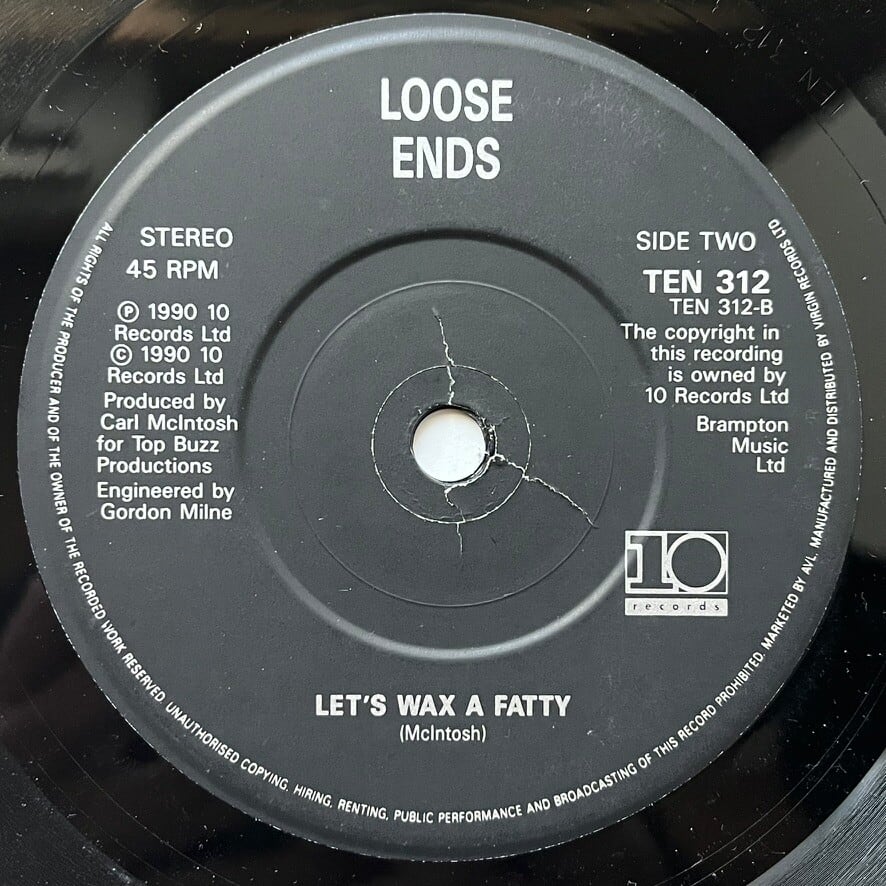 LOOSE
ENDS
STEREO
45 RPM
℗ 1990 10
Records Ltd
© 1990 10
Records Ltd
Produced by
Carl McIntosh
for Top Buzz
Productions
Engineered by
Gordon Milne
SIDE TWO
TEN 312
TEN 312-B
The copyright in
this recording
is owned by
10 Records Ltd
Brampton
Music
Ltd
10
records
LET'S WAX A FATTY
(McIntosh)
ALL RIGHTS OF THE PRODUCER AND OF THE OWNER OF THE RECORDED WORK RESERVED. UNAUTHORISED COPYING, HIRING, RENTING, PUBLIC PERFORMANCE AND BROADCASTING OF THIS RECORD PROHIBITED. MARKETED BY AVL. MANUFACTURED AND DISTRIBUTED BY VIRGIN RECORDS LTD